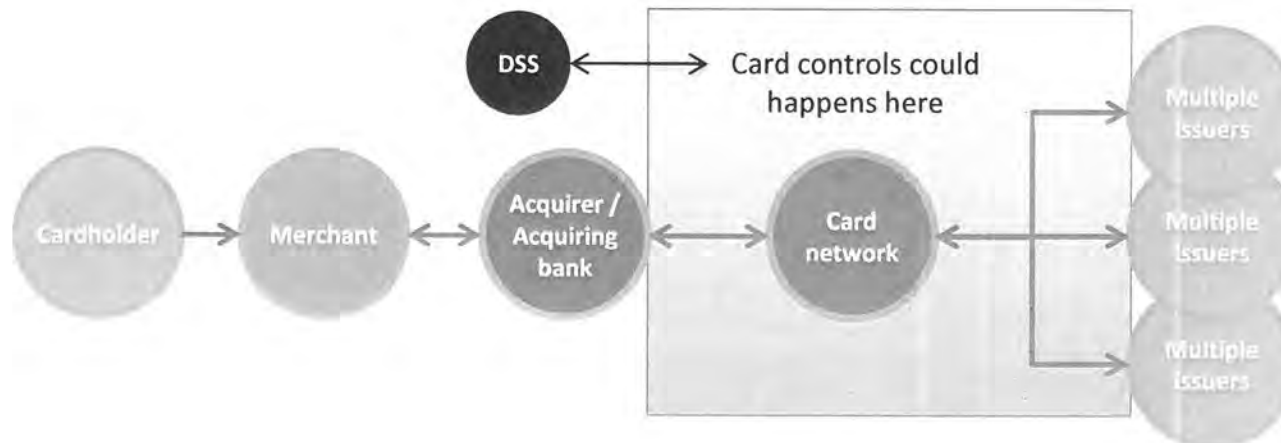 DSS
Card controls could
happens here
Multiple
issuers
Cardholder
Merchant
Acquirer /
Acquiring
bank
Card
network
Multiple
issuers
Multiple
issuers